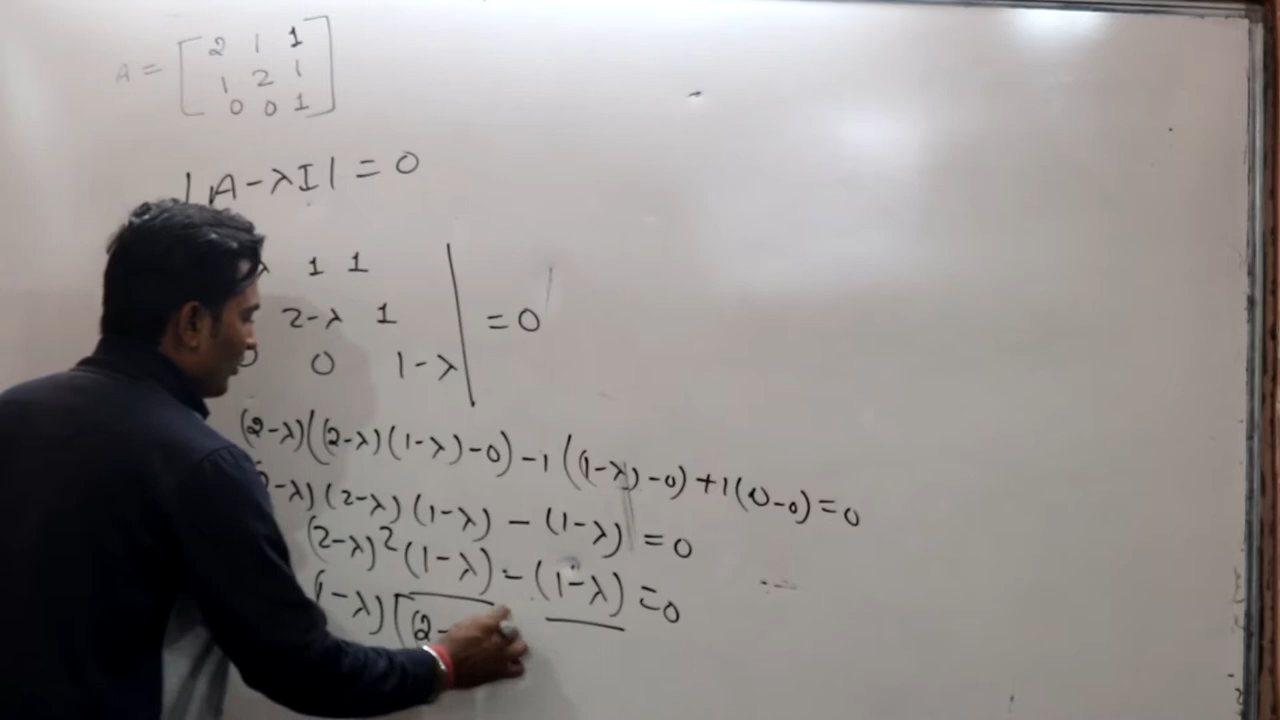 A = [ 2 1 1
1 2 1
0 0 1 ]
|A-λI| = 0
1 1
2-λ 1 | = 0
0 0 1-λ
(2-λ)((2-λ)(1-λ)-0)-1((1-λ)-0)+1(0-0)=0
-λ)(2-λ)(1-λ) - (1-λ) = 0
(2-λ)²(1-λ) - (1-λ) = 0
(1-λ)[(2-